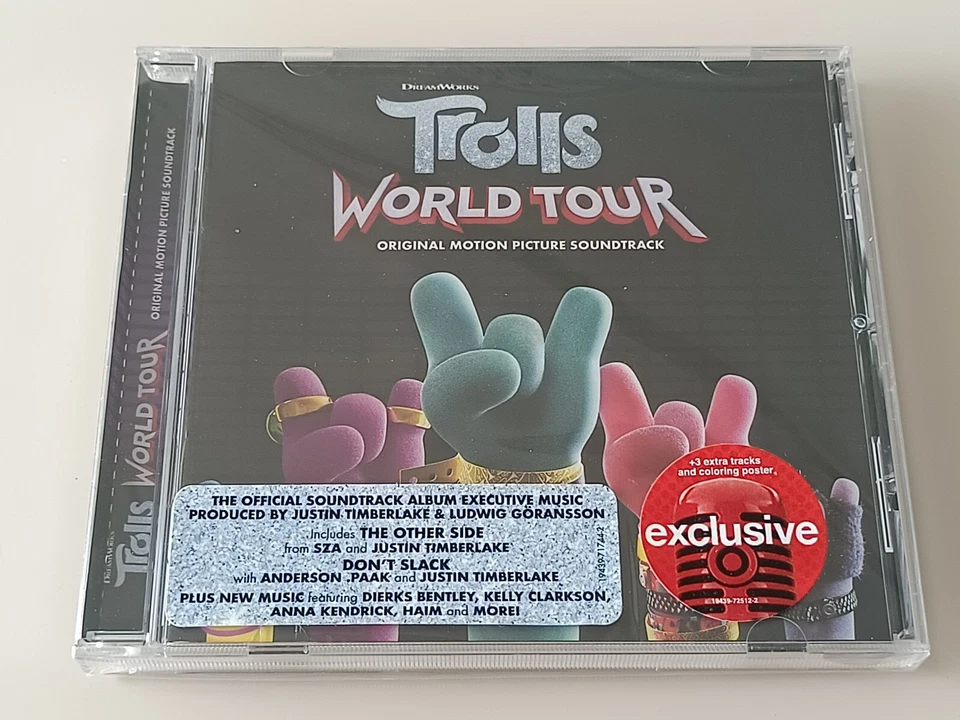 DREAMWORKS
Trolls
WORLD TOUR
ORIGINAL MOTION PICTURE SOUNDTRACK
DREAMWORKS
Trolls WORLD TOUR ORIGINAL MOTION PICTURE SOUNDTRACK
+3 extra tracks
and coloring poster
exclusive
19439-72512-2
THE OFFICIAL SOUNDTRACK ALBUM EXECUTIVE MUSIC
PRODUCED BY JUSTIN TIMBERLAKE & LUDWIG GÖRANSSON
Includes THE OTHER SIDE
from SZA and JUSTIN TIMBERLAKE
DON'T SLACK
with ANDERSON .PAAK and JUSTIN TIMBERLAKE
PLUS NEW MUSIC featuring DIERKS BENTLEY, KELLY CLARKSON,
ANNA KENDRICK, HAIM and MORE!